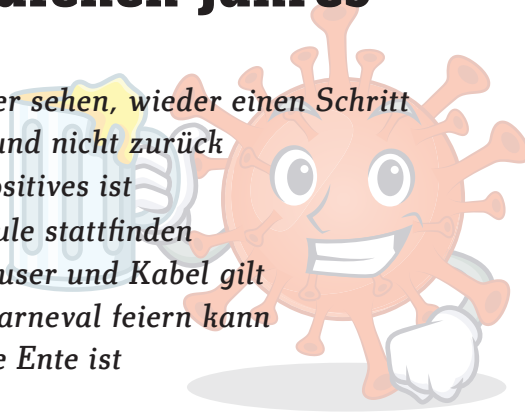 Jahres
er sehen, wieder einen Schritt
und nicht zurück
ositives ist
ule stattfinden
user und Kabel gilt
arneval feiern kann
e Ente ist